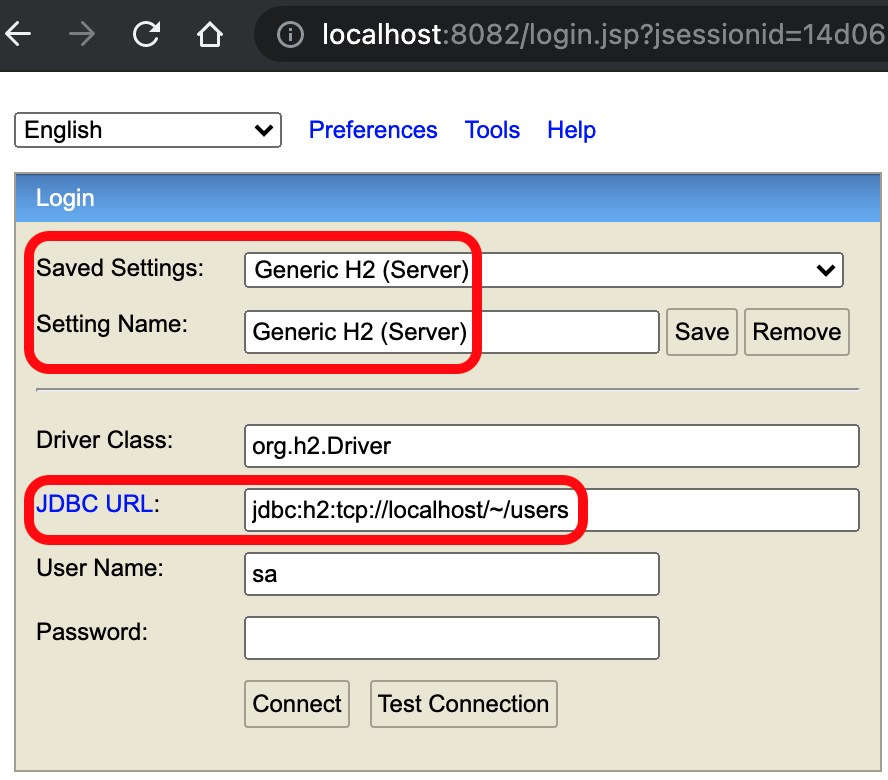 localhost:8082/login.jsp?jsessionid=14d06
English Preferences Tools Help
Login
Saved Settings: Generic H2 (Server)
Setting Name: Generic H2 (Server) Save Remove
Driver Class: org.h2.Driver
JDBC URL: jdbc:h2:tcp://localhost/~/users
User Name: sa
Password:
Connect Test Connection